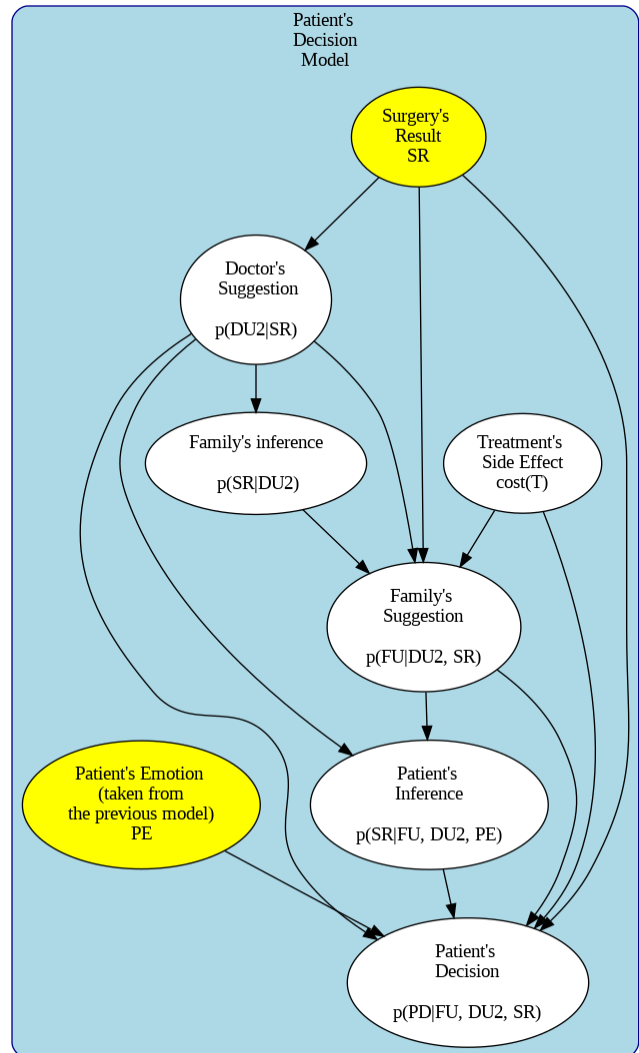 Patient's
Decision
Model
Surgery's
Result
SR
Doctor's
Suggestion
p(DU2|SR)
Family's inference
p(SR|DU2)
Treatment's
Side Effect
cost(T)
Family's
Suggestion
p(FU|DU2, SR)
Patient's Emotion
(taken from
the previous model)
PE
Patient's
Inference
p(SR|FU, DU2, PE)
Patient's
Decision
p(PD|FU, DU2, SR)